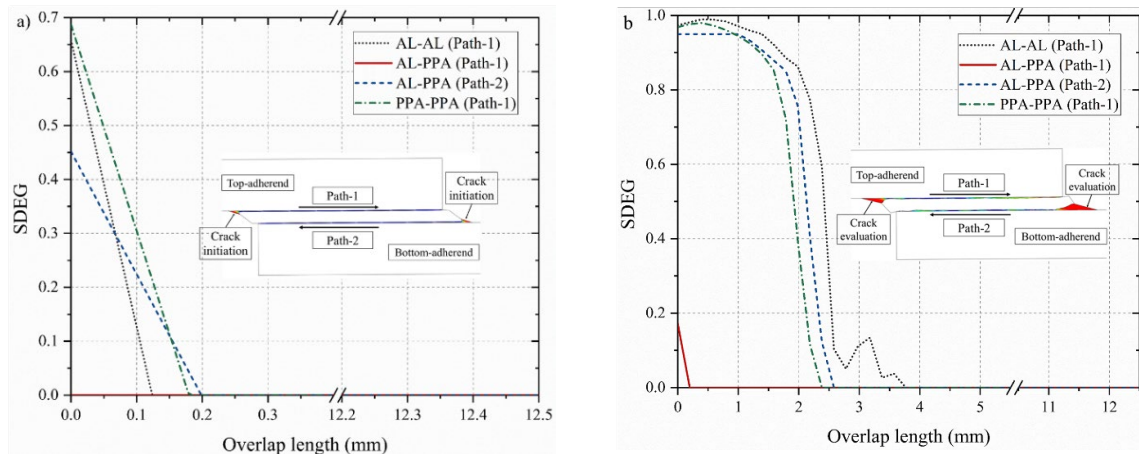 a)
0.7
0.6
0.5
0.4
0.3
0.2
0.1
0.0
SDEG
AL-AL (Path-1)
AL-PPA (Path-1)
AL-PPA (Path-2)
PPA-PPA (Path-1)
Top-adherend
Path-1
Crack
initiation
Crack
initiation
Path-2
Bottom-adherend
0.0 0.1 0.2 0.3 12.2 12.3 12.4 12.5
Overlap length (mm)
b
1.0
0.8
0.6
0.4
0.2
0.0
SDEG
AL-AL (Path-1)
AL-PPA (Path-1)
AL-PPA (Path-2)
PPA-PPA (Path-1)
Top-adherend
Path-1
Crack
evaluation
Crack
evaluation
Path-2
Bottom-adherend
0 1 2 3 4 5 11 12
Overlap length (mm)